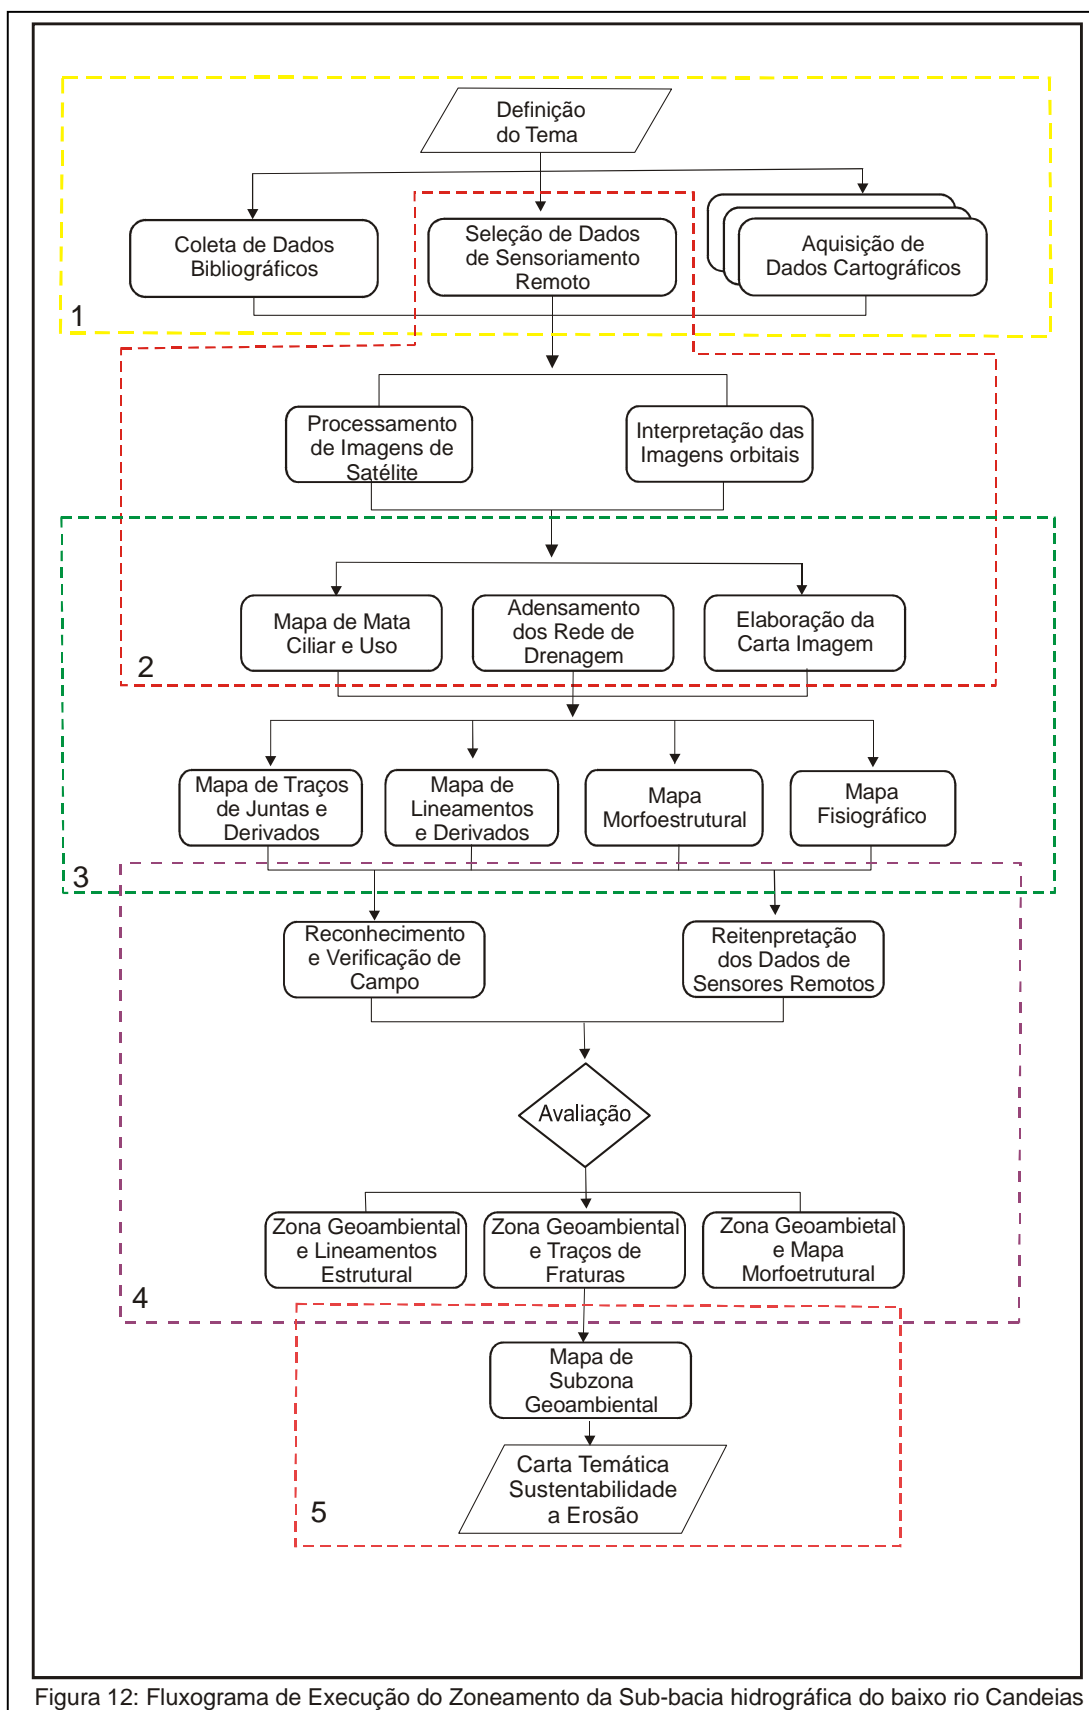 Definição
do Tema
Coleta de Dados
Bibliográficos
Seleção de Dados
de Sensoriamento
Remoto
Aquisição de
Dados Cartográficos
1
Processamento
de Imagens de
Satélite
Interpretação das
Imagens orbitais
Mapa de Mata
Ciliar e Uso
Adensamento
dos Rede de
Drenagem
Elaboração da
Carta Imagem
2
Mapa de Traços
de Juntas e
Derivados
Mapa de
Lineamentos
e Derivados
Mapa
Morfoestrutural
Mapa
Fisiográfico
3
Reconhecimento
e Verificação de
Campo
Reitenpretação
dos Dados de
Sensores Remotos
Avaliação
Zona Geoambiental
e Lineamentos
Estrutural
Zona Geoambiental
e Traços de
Fraturas
Zona Geoambietal
e Mapa
Morfoetrutural
4
Mapa de
Subzona
Geoambiental
Carta Temática
Sustentabilidade
a Erosão
5
Figura 12: Fluxograma de Execução do Zoneamento da Sub-bacia hidrográfica do baixo rio Candeias